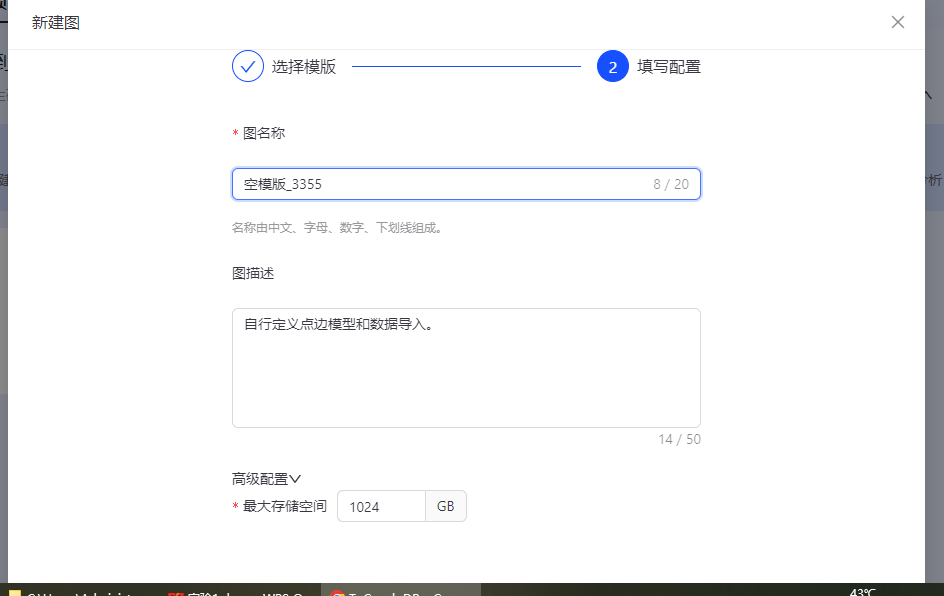 新建图
选择模版
2 填写配置
* 图名称
空模版_3355 8 / 20
名称由中文、字母、数字、下划线组成。
图描述
自行定义点边模型和数据导入。
14 / 50
高级配置
* 最大存储空间 1024 GB
43℃